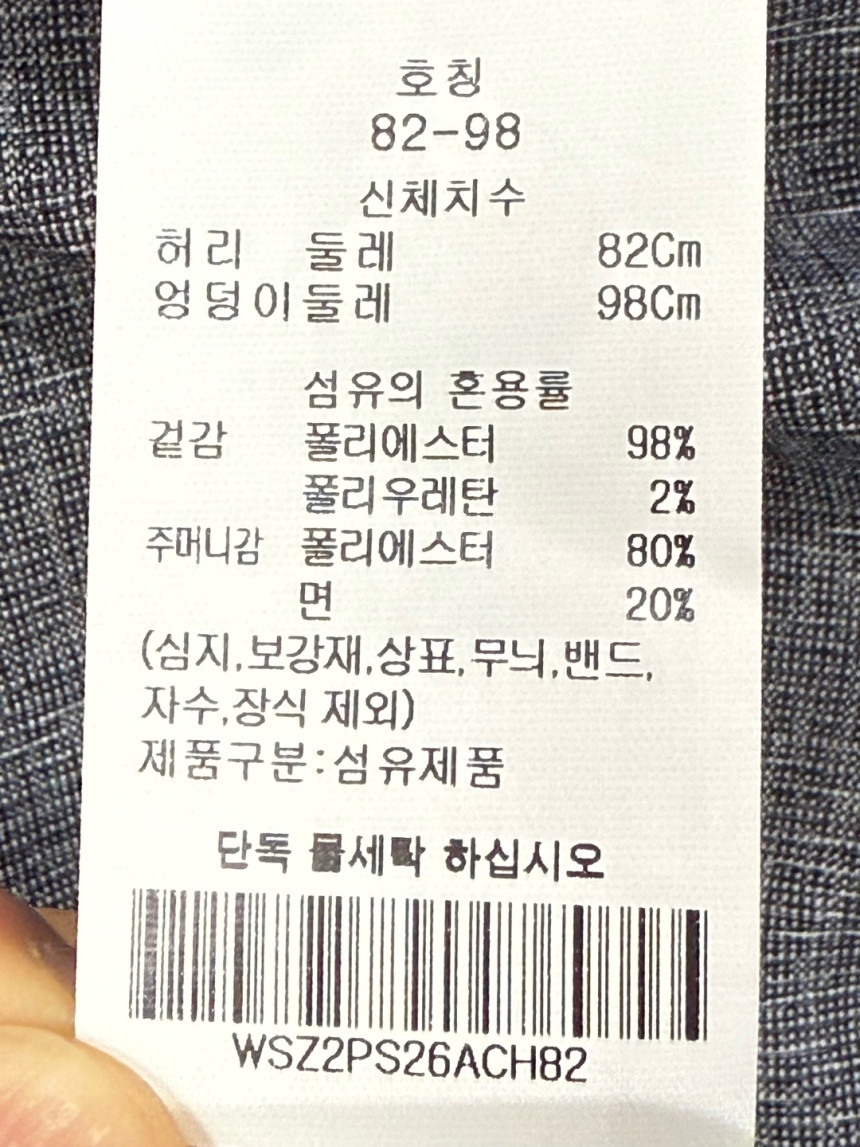 호칭
82-98
신체치수
허리 둘레 82Cm
엉덩이둘레 98Cm
섬유의 혼용률
겉감 폴리에스터 98%
폴리우레탄 2%
주머니감 폴리에스터 80%
면 20%
(심지,보강재,상표,무늬,밴드,
자수,장식 제외)
제품구분:섬유제품
단독 물세탁 하십시오
WSZ2PS26ACH82